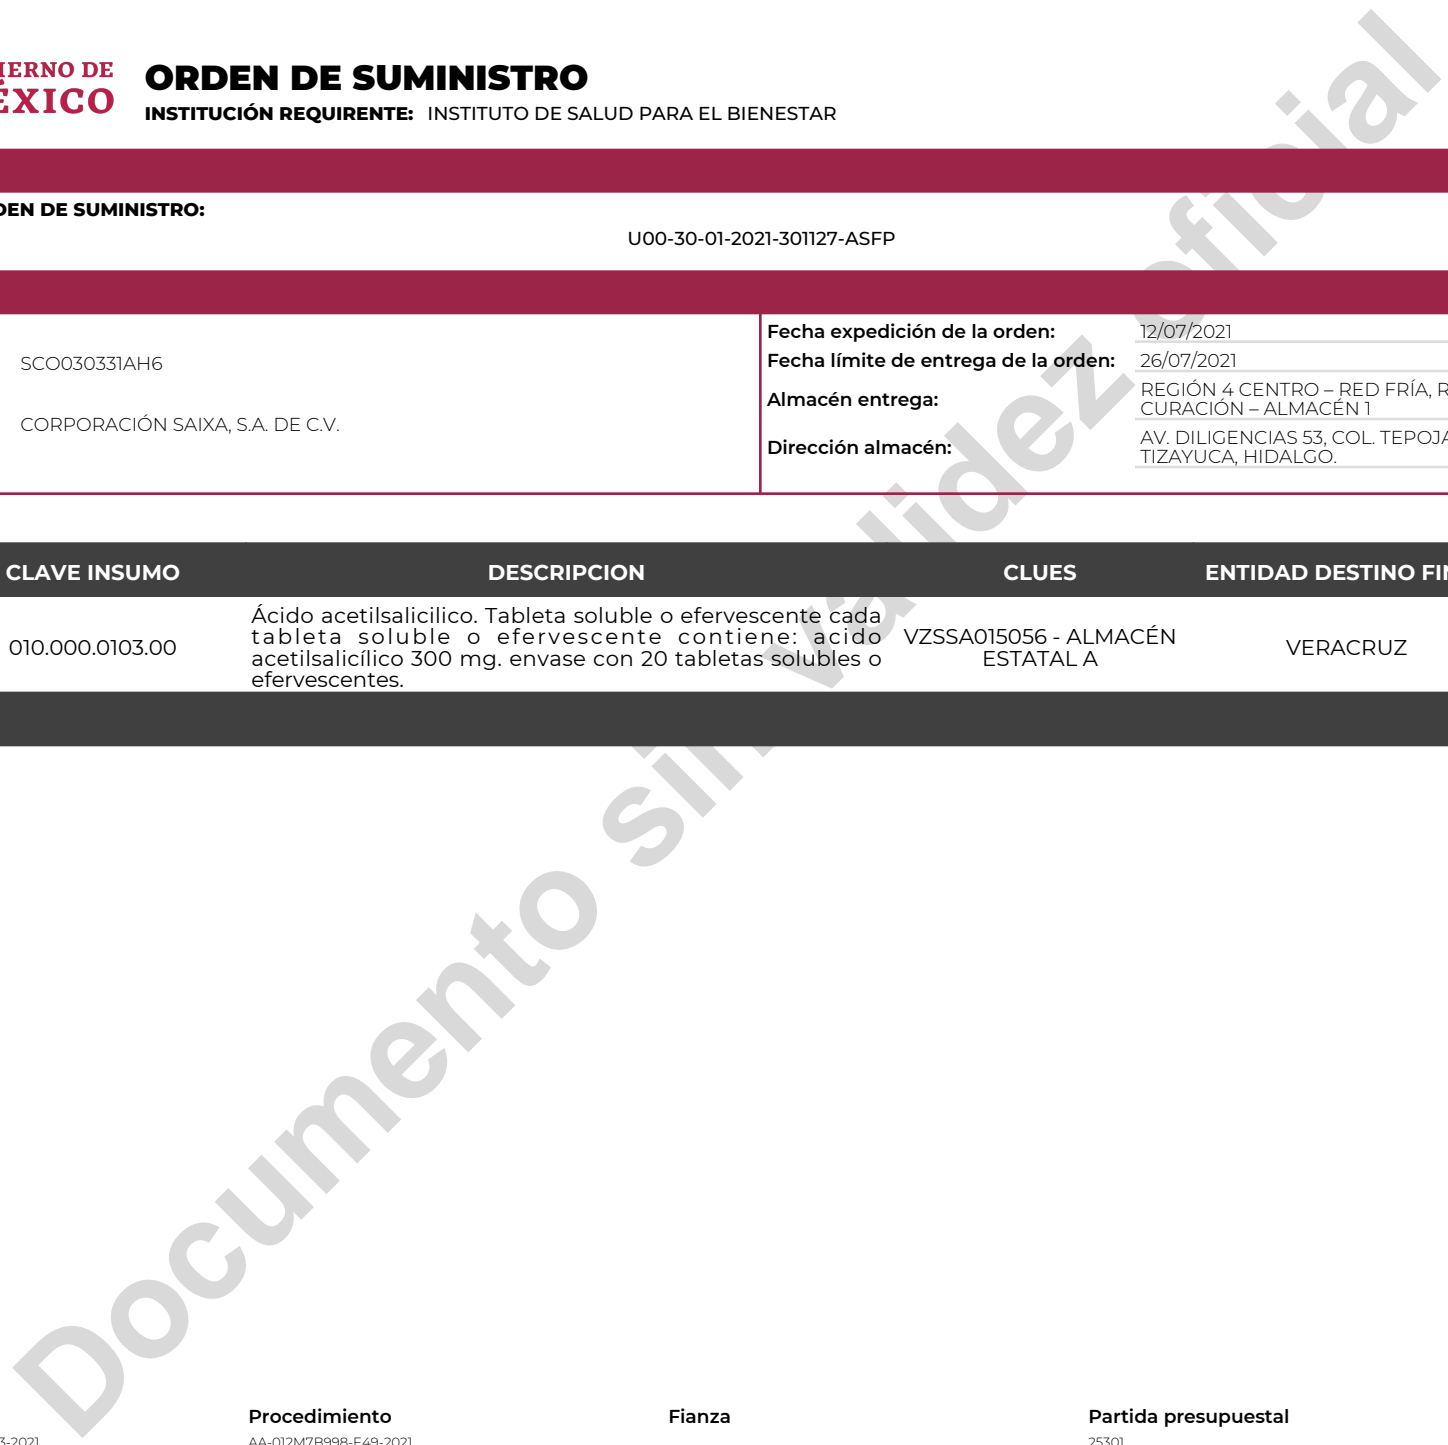 ORDEN DE SUMINISTRO
INSTITUCIÓN REQUIRENTE: INSTITUTO DE SALUD PARA EL BIENESTAR
DE
DE SUMINISTRO:
U00-30-01-2021-301127-ASFP
SCO030331AH6
CORPORACIÓN SAIXA, S.A. DE C.V.
Fecha expedición de la orden: 12/07/2021
Fecha límite de entrega de la orden: 26/07/2021
Almacén entrega: REGIÓN 4 CENTRO – RED FRÍA,
CURACIÓN – ALMACÉN 1
Dirección almacén: AV. DILIGENCIAS 53, COL.
TIZAYUCA, HIDALGO.
CLAVE INSUMO DESCRIPCION CLUES ENTIDAD DESTINO
010.000.0103.00
Ácido acetilsalicilico. Tableta soluble o efervescente cada
tableta soluble o efervescente contiene: acido
acetilsalicílico 300 mg. envase con 20 tabletas solubles o
efervescentes.
VZSSA015056 - ALMACÉN
ESTATAL A
VERACRUZ
Documento sin validez oficial
Procedimiento Fianza Partida presupuestal
AA-012M7B998-E49-2021 25301